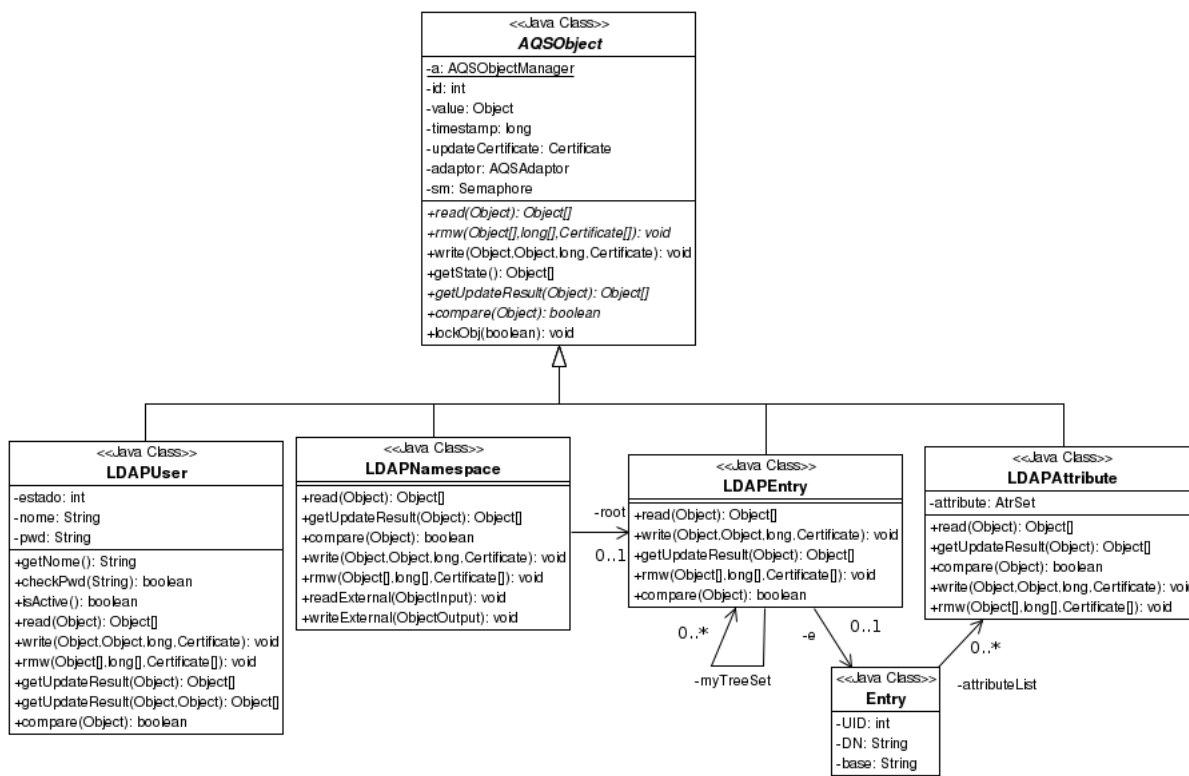 <<Java Class>>
AQSObject
-a: AQSObjectManager
-id: int
-value: Object
-timestamp: long
-updateCertificate: Certificate
-adaptor: AQSAdaptor
-sm: Semaphore
+read(Object): Object[]
+rmw(Object[],long[],Certificate[]): void
+write(Object,Object,long,Certificate): void
+getState(): Object[]
+getUpdateResult(Object): Object[]
+compare(Object): boolean
+lockObj(boolean): void
<<Java Class>>
LDAPUser
-estado: int
-nome: String
-pwd: String
+getNome(): String
+checkPwd(String): boolean
+isActive(): boolean
+read(Object): Object[]
+write(Object,Object,long,Certificate): void
+rmw(Object[],long[],Certificate[]): void
+getUpdateResult(Object): Object[]
+getUpdateResult(Object,Object): Object[]
+compare(Object): boolean
<<Java Class>>
LDAPNamespace
+read(Object): Object[]
+getUpdateResult(Object): Object[]
+compare(Object): boolean
+write(Object,Object,long,Certificate): void
+rmw(Object[],long[],Certificate[]): void
+readExternal(ObjectInput): void
+writeExternal(ObjectOutput): void
-root
0..1
<<Java Class>>
LDAPEntry
+read(Object): Object[]
+write(Object,Object,long,Certificate): void
+getUpdateResult(Object): Object[]
+rmw(Object[],long[],Certificate[]): void
+compare(Object): boolean
0..*
-myTreeSet
-e
0..1
<<Java Class>>
LDAPAttribute
-attribute: AtrSet
+read(Object): Object[]
+getUpdateResult(Object): Object[]
+compare(Object): boolean
+write(Object,Object,long,Certificate): void
+rmw(Object[],long[],Certificate[]): void
0..*
-attributeList
<<Java Class>>
Entry
-UID: int
-DN: String
-base: String